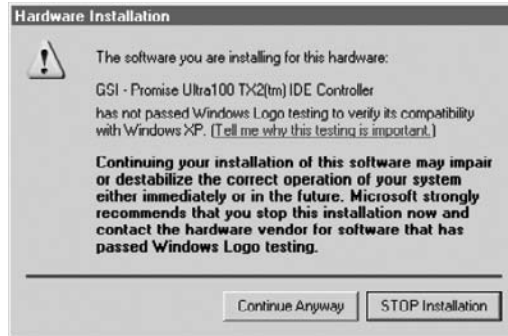 Hardware Installation
The software you are installing for this hardware:
GSI - Promise Ultra100 TX2(tm) IDE Controller
has not passed Windows Logo testing to verify its compatibility
with Windows XP. (Tell me why this testing is important.)
Continuing your installation of this software may impair
or destabilize the correct operation of your system
either immediately or in the future. Microsoft strongly
recommends that you stop this installation now and
contact the hardware vendor for software that has
passed Windows Logo testing.
Continue Anyway
STOP Installation